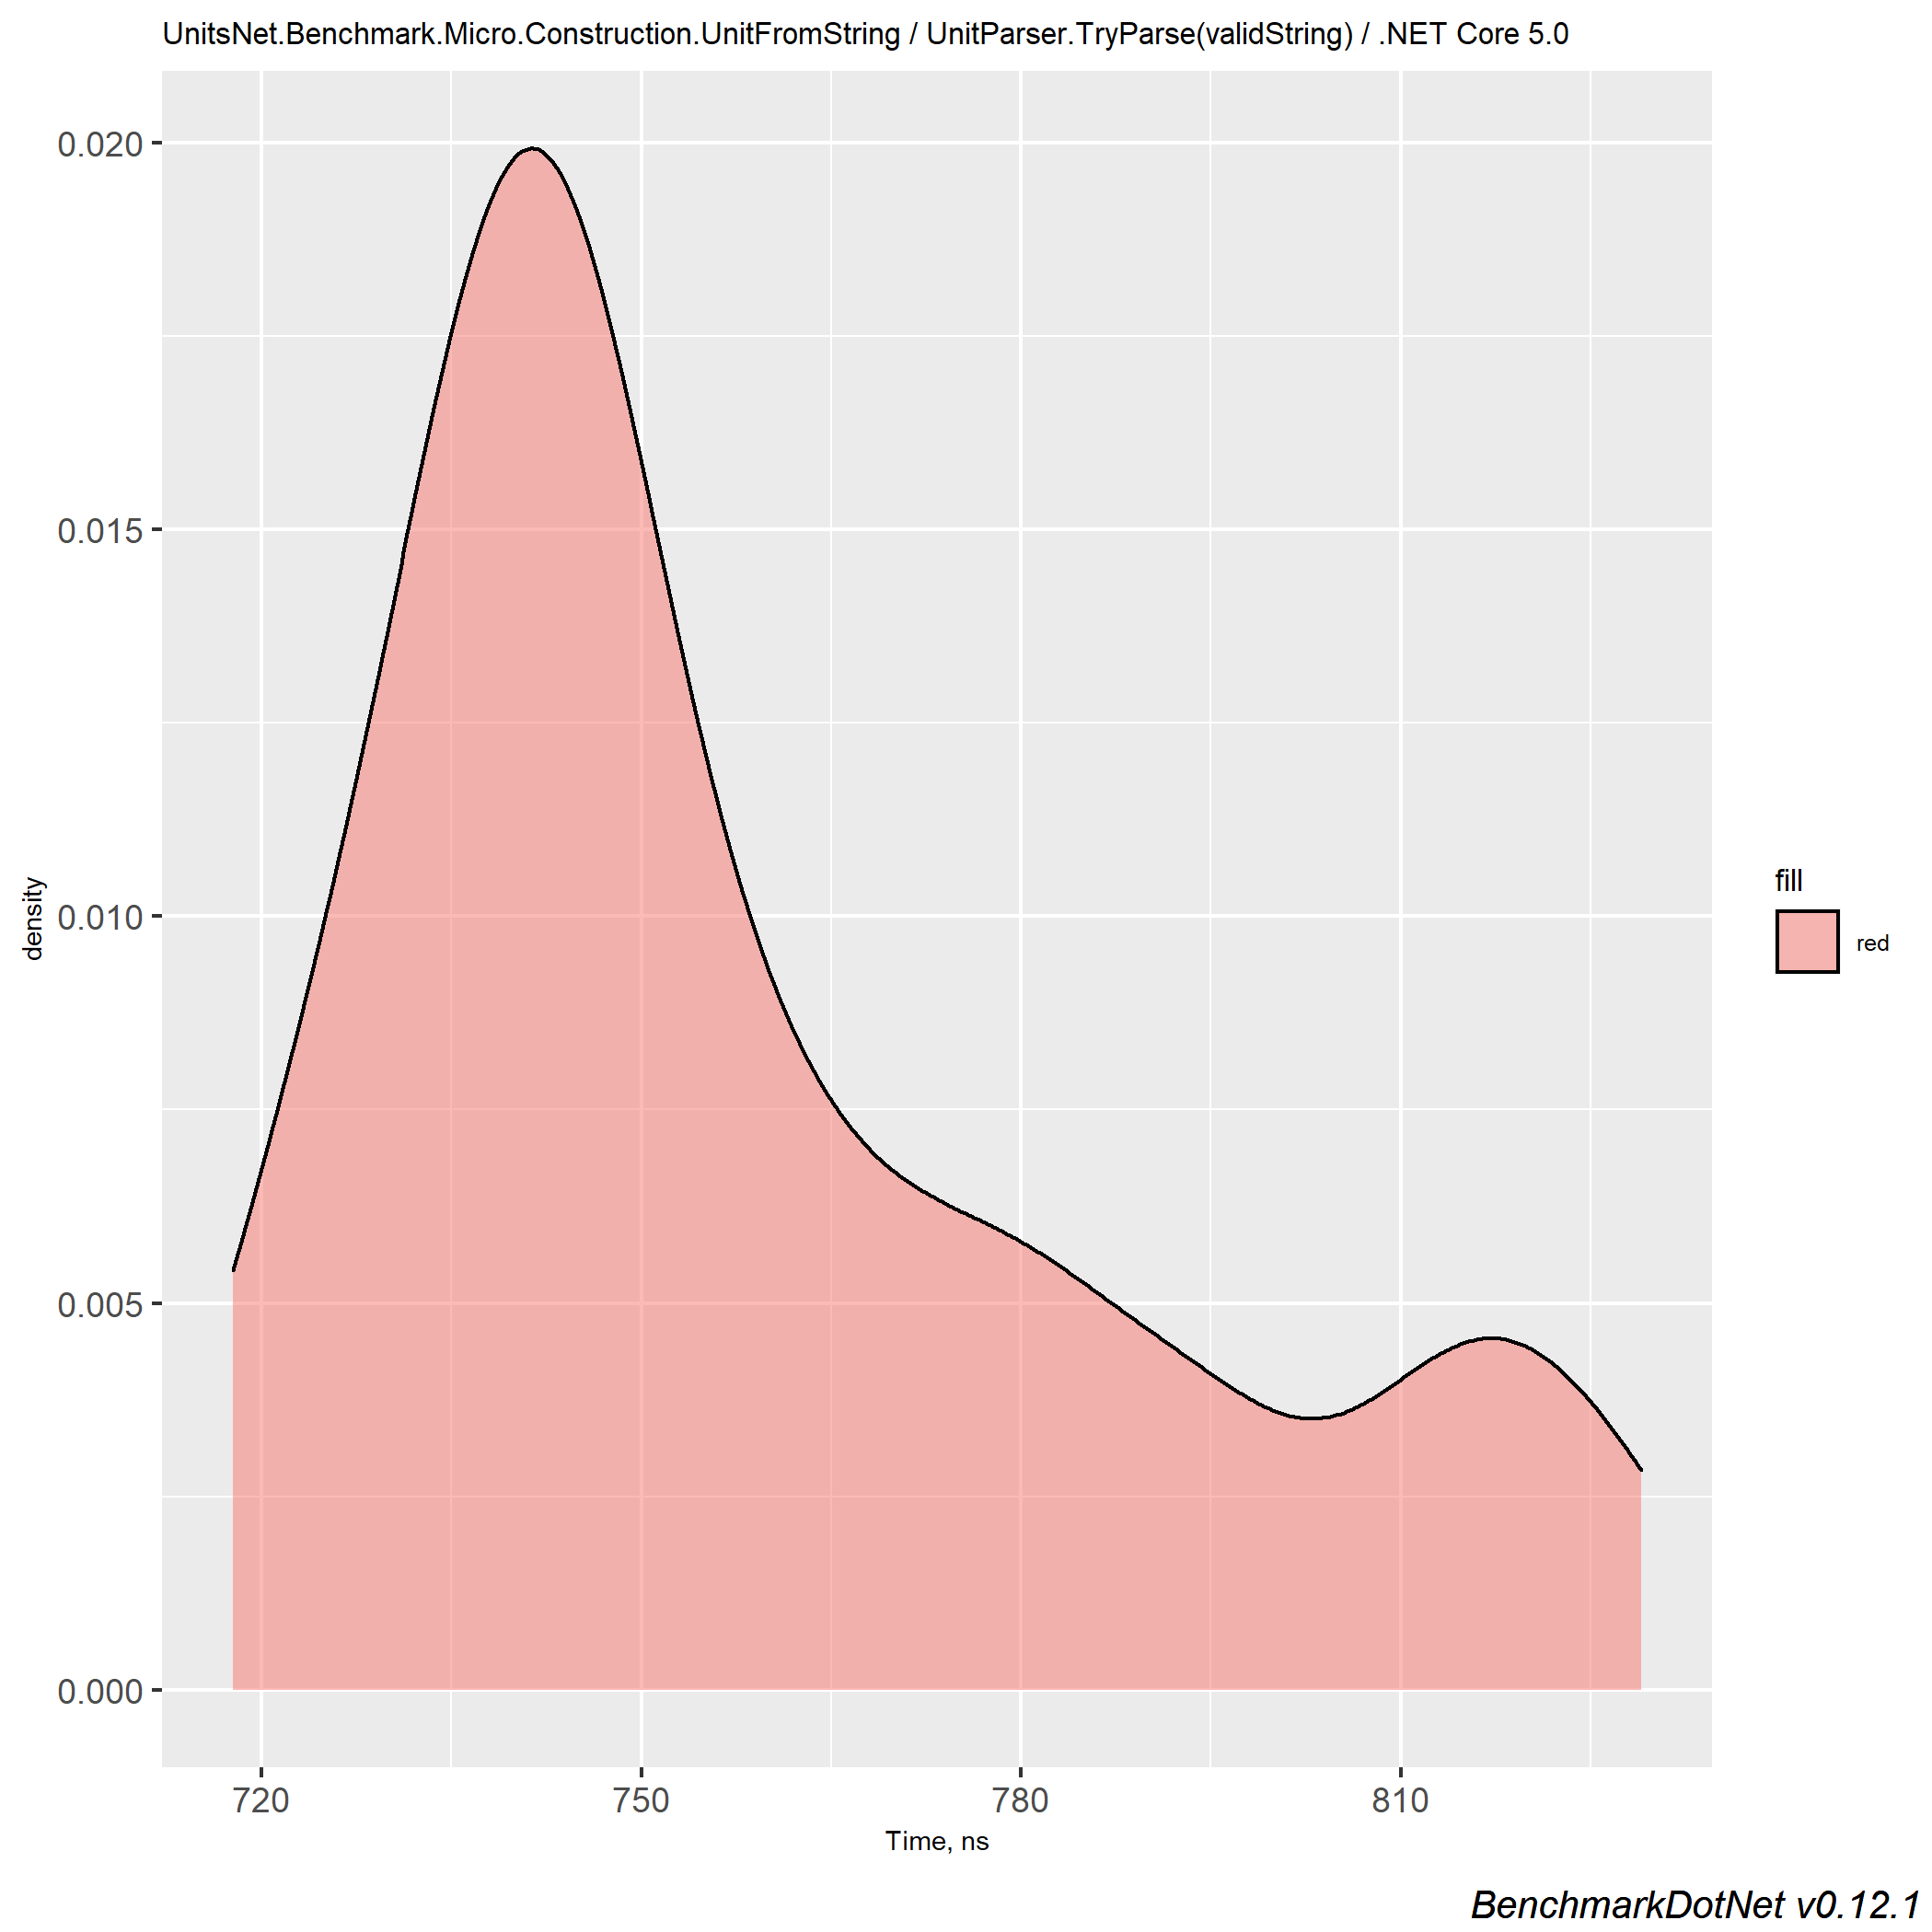 UnitsNet.Benchmark.Micro.Construction.UnitFromString / UnitParser.TryParse(validString) / .NET Core 5.0
0.020
0.015
0.010
0.005
0.000
density
720 750 780 810
Time, ns
fill
red
BenchmarkDotNet v0.12.1